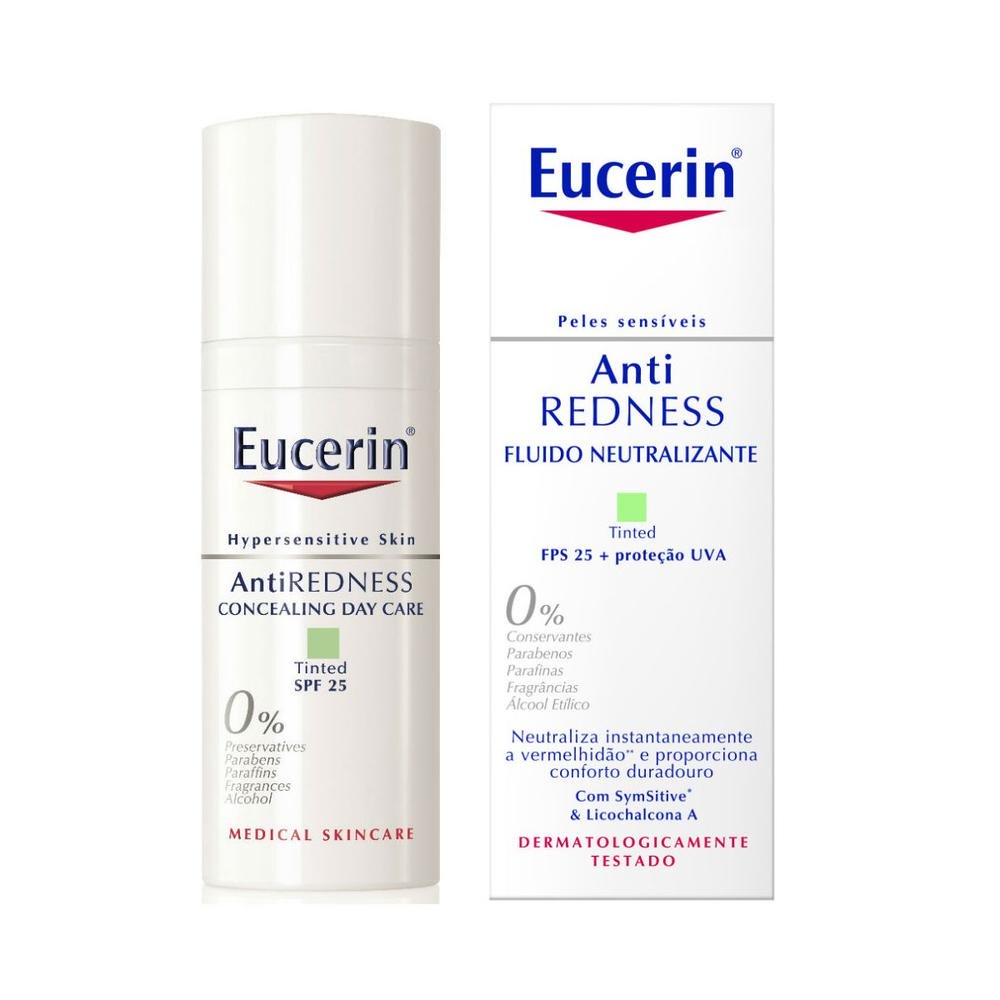 Eucerin®
Hypersensitive Skin
AntiREDNESS
CONCEALING DAY CARE
Tinted
SPF 25
0%
Preservatives
Parabens
Paraffins
Fragrances
Alcohol
MEDICAL SKINCARE
Eucerin®
Peles sensíveis
Anti
REDNESS
FLUIDO NEUTRALIZANTE
Tinted
FPS 25 + proteção UVA
0%
Conservantes
Parabenos
Parafinas
Fragrâncias
Álcool Etílico
Neutraliza instantaneamente
a vermelhidão** e proporciona
conforto duradouro
Com SymSitive*
& Licochalcona A
DERMATOLOGICAMENTE
TESTADO